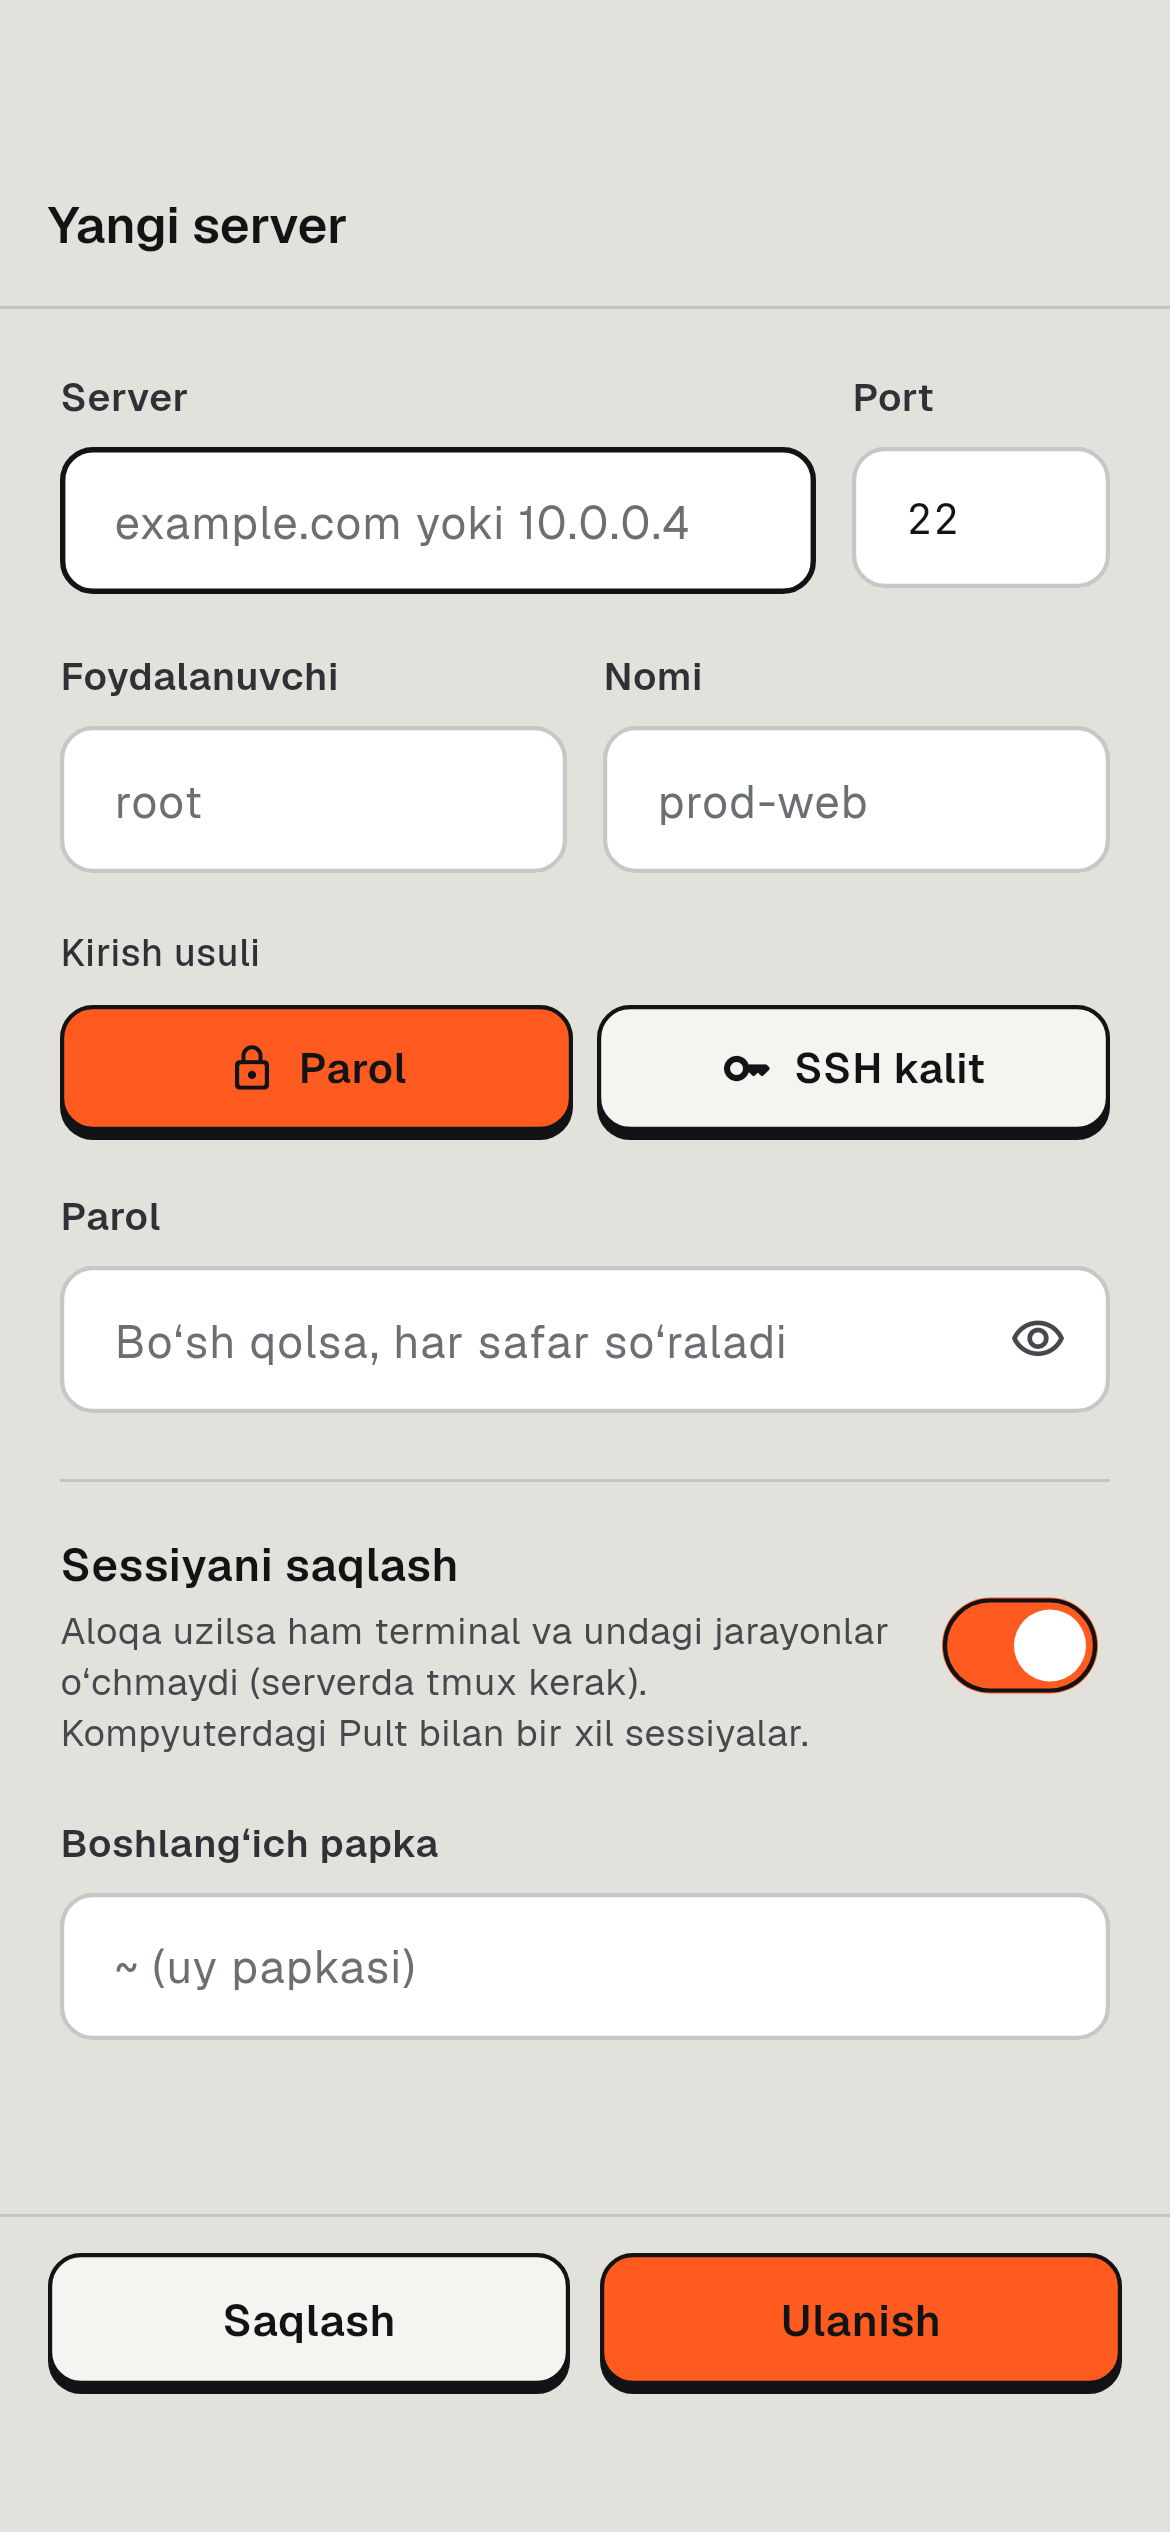 Yangi server
Server
Port
example.com yoki 10.0.0.4
22
Foydalanuvchi
Nomi
root
prod-web
Kirish usuli
Parol
SSH kalit
Parol
Bo‘sh qolsa, har safar so‘raladi
Sessiyani saqlash
Aloqa uzilsa ham terminal va undagi jarayonlar
o‘chmaydi (serverda tmux kerak).
Kompyuterdagi Pult bilan bir xil sessiyalar.
Boshlang‘ich papka
~ (uy papkasi)
Saqlash
Ulanish